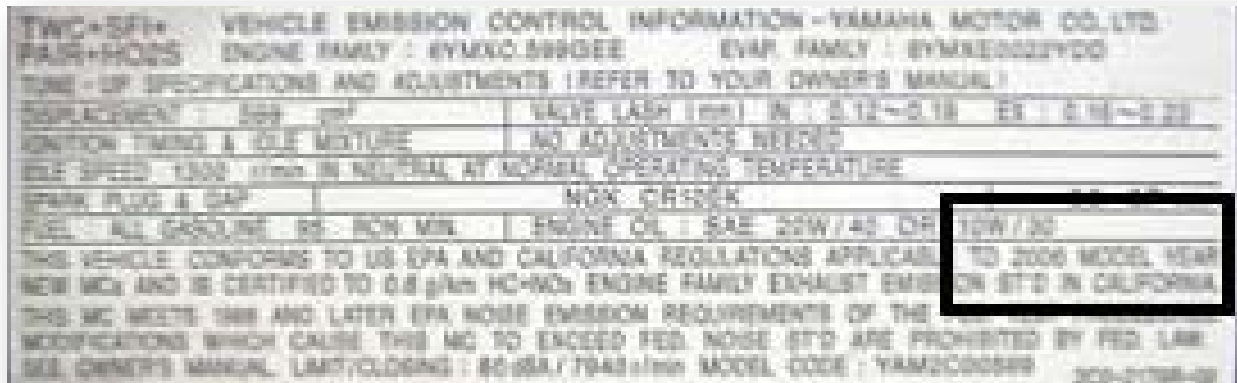 TWC+SFI+ VEHICLE EMISSION CONTROL INFORMATION - YAMAHA MOTOR CO., LTD.
PAIR+HO2S ENGINE FAMILY : 6YMXC.599GEE EVAP. FAMILY : 6YMXE0022YDD
TUNE - UP SPECIFICATIONS AND ADJUSTMENTS (REFER TO YOUR OWNER'S MANUAL)
DISPLACEMENT : 599 cm³ VALVE LASH (mm) IN : 0.12~0.19 EX : 0.16~0.23
IGNITION TIMING & IDLE MIXTURE NO ADJUSTMENTS NEEDED
IDLE SPEED 1300 r/min IN NEUTRAL AT NORMAL OPERATING TEMPERATURE
SPARK PLUG & GAP NGK CR10EK
FUEL : ALL GASOLINE 95 RON MIN. ENGINE OIL : SAE 20W/40 OR 10W/30
THIS VEHICLE CONFORMS TO US EPA AND CALIFORNIA REGULATIONS APPLICABL TO 2006 MODEL YEAR
NEW MCs AND IS CERTIFIED TO 0.8 g/km HC+NOx ENGINE FAMILY EXHAUST EMISSION ST'D IN CALIFORNIA.
THIS MC MEETS 1986 AND LATER EPA NOISE EMISSION REQUIREMENTS OF THE
MODIFICATIONS WHICH CAUSE THIS MC TO EXCEED FED. NOISE ST'D ARE PROHIBITED BY FED. LAW.
SEE OWNER'S MANUAL. LIMIT/CLOSING : 80dBA / 7943r/min MODEL CODE : YAM2C00599